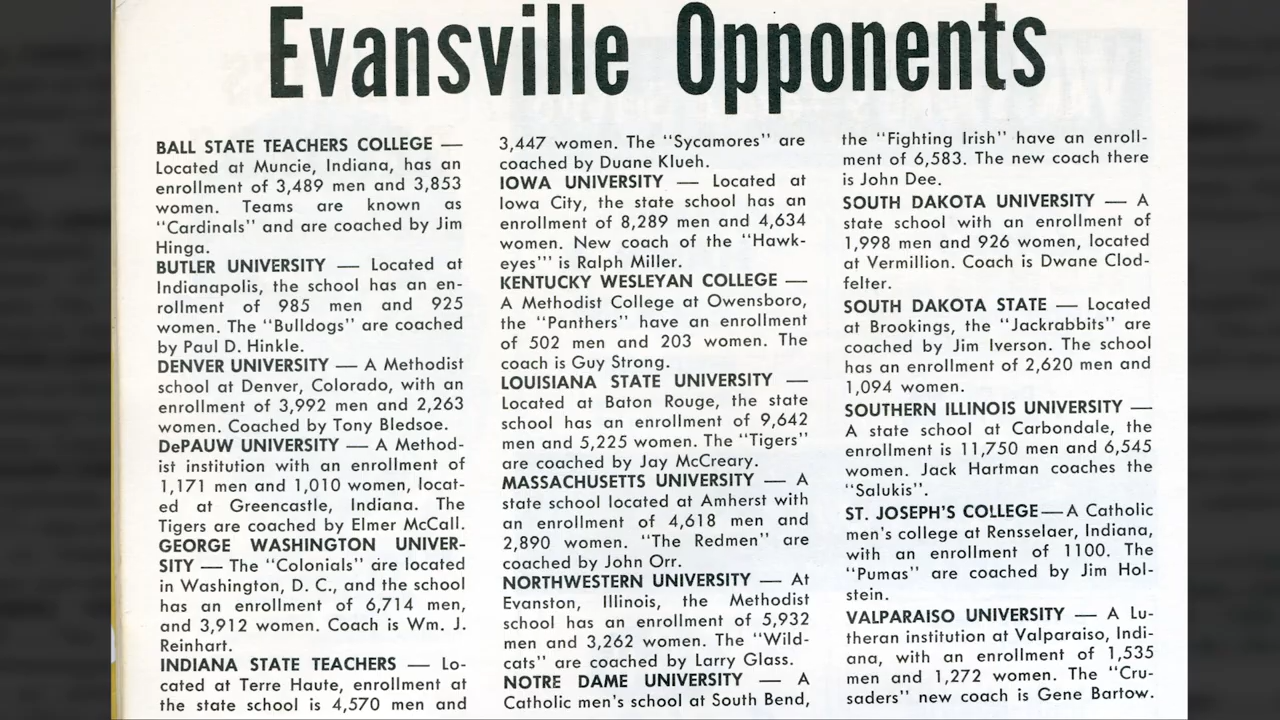 Evansville Opponents
BALL STATE TEACHERS COLLEGE —
Located at Muncie, Indiana, has an
enrollment of 3,489 men and 3,853
women. Teams are known as
"Cardinals" and are coached by Jim
Hinga.
BUTLER UNIVERSITY — Located at
Indianapolis, the school has an en-
rollment of 985 men and 925
women. The "Bulldogs" are coached
by Paul D. Hinkle.
DENVER UNIVERSITY — A Methodist
school at Denver, Colorado, with an
enrollment of 3,992 men and 2,263
women. Coached by Tony Bledsoe.
DePAUW UNIVERSITY — A Method-
ist institution with an enrollment of
1,171 men and 1,010 women, locat-
ed at Greencastle, Indiana. The
Tigers are coached by Elmer McCall.
GEORGE WASHINGTON UNIVER-
SITY — The "Colonials" are located
in Washington, D. C., and the school
has an enrollment of 6,714 men,
and 3,912 women. Coach is Wm. J.
Reinhart.
INDIANA STATE TEACHERS — Lo-
cated at Terre Haute, enrollment at
the state school is 4,570 men and
3,447 women. The "Sycamores" are
coached by Duane Klueh.
IOWA UNIVERSITY — Located at
Iowa City, the state school has an
enrollment of 8,289 men and 4,634
women. New coach of the "Hawk-
eyes"' is Ralph Miller.
KENTUCKY WESLEYAN COLLEGE —
A Methodist College at Owensboro,
the "Panthers" have an enrollment
of 502 men and 203 women. The
coach is Guy Strong.
LOUISIANA STATE UNIVERSITY —
Located at Baton Rouge, the state
school has an enrollment of 9,642
men and 5,225 women. The "Tigers"
are coached by Jay McCreary.
MASSACHUSETTS UNIVERSITY — A
state school located at Amherst with
an enrollment of 4,618 men and
2,890 women. "The Redmen" are
coached by John Orr.
NORTHWESTERN UNIVERSITY — At
Evanston, Illinois, the Methodist
school has an enrollment of 5,932
men and 3,262 women. The "Wild-
cats" are coached by Larry Glass.
NOTRE DAME UNIVERSITY — A
Catholic men's school at South Bend,
the "Fighting Irish" have an enroll-
ment of 6,583. The new coach there
is John Dee.
SOUTH DAKOTA UNIVERSITY — A
state school with an enrollment of
1,998 men and 926 women, located
at Vermillion. Coach is Dwane Clod-
felter.
SOUTH DAKOTA STATE — Located
at Brookings, the "Jackrabbits" are
coached by Jim Iverson. The school
has an enrollment of 2,620 men and
1,094 women.
SOUTHERN ILLINOIS UNIVERSITY —
A state school at Carbondale, the
enrollment is 11,750 men and 6,545
women. Jack Hartman coaches the
"Salukis".
ST. JOSEPH'S COLLEGE — A Catholic
men's college at Rensselaer, Indiana,
with an enrollment of 1100. The
"Pumas" are coached by Jim Hol-
stein.
VALPARAISO UNIVERSITY — A Lu-
theran institution at Valparaiso, Indi-
ana, with an enrollment of 1,535
men and 1,272 women. The "Cru-
saders" new coach is Gene Bartow.